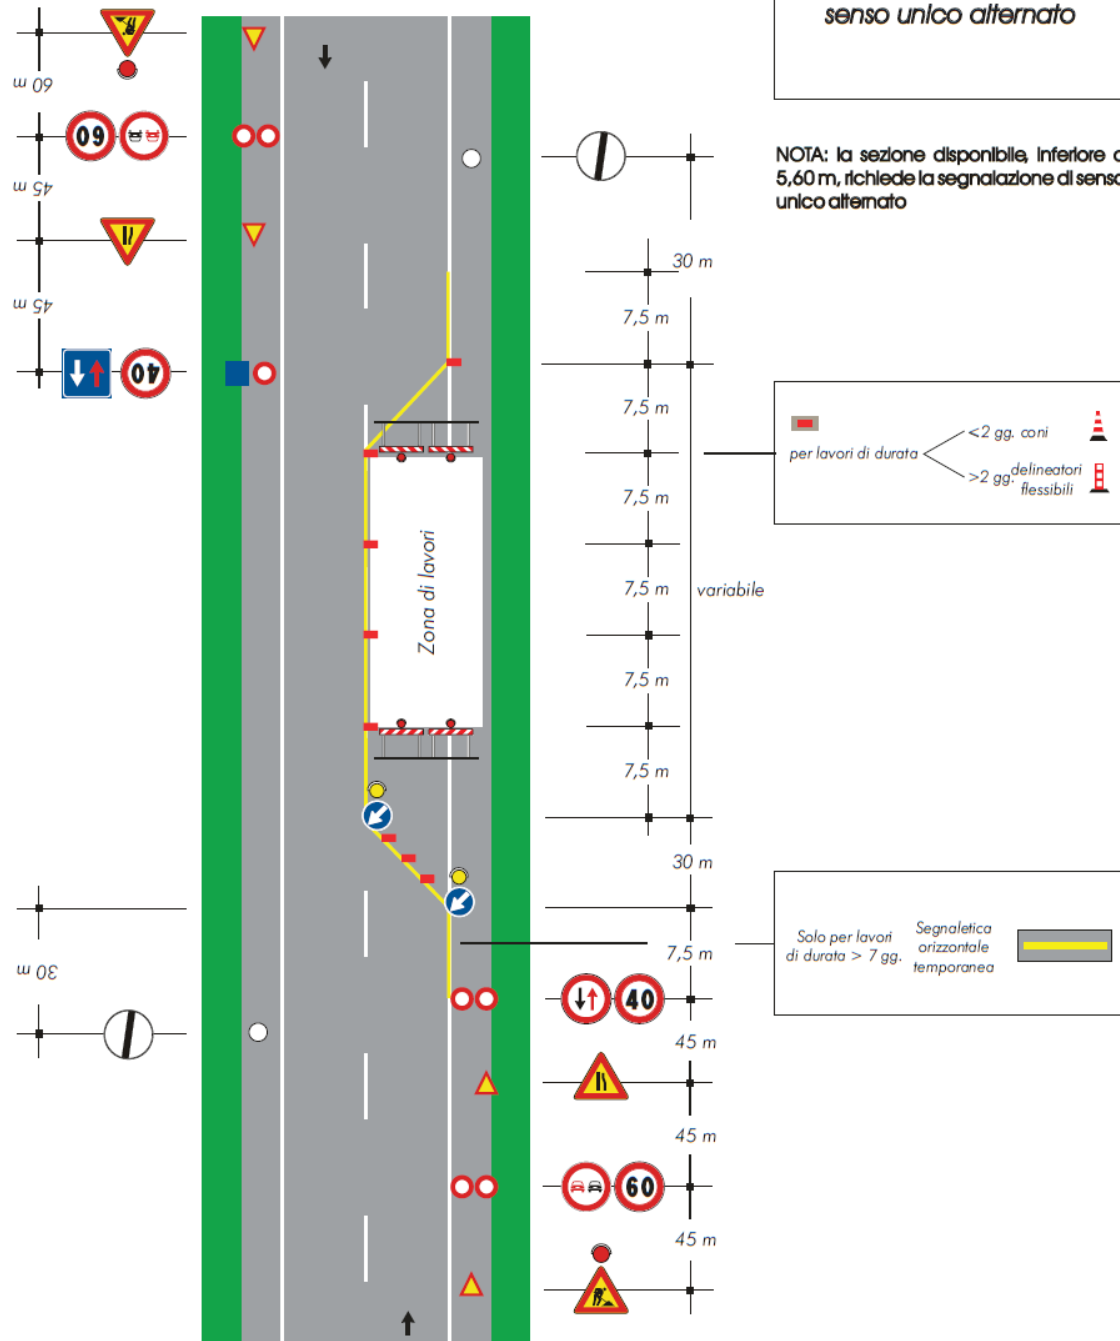 senso unico alternato
NOTA: la sezione disponibile, inferiore a
5,60 m, richiede la segnalazione di senso
unico alternato
60 m
60
45 m
45 m
40
30 m
7,5 m
7,5 m
7,5 m
7,5 m
7,5 m
7,5 m
variabile
Zona di lavori
per lavori di durata
<2 gg. coni
>2 gg. delineatori
flessibili
30 m
7,5 m
Solo per lavori
di durata > 7 gg.
Segnaletica
orizzontale
temporanea
30 m
40
45 m
45 m
60
45 m